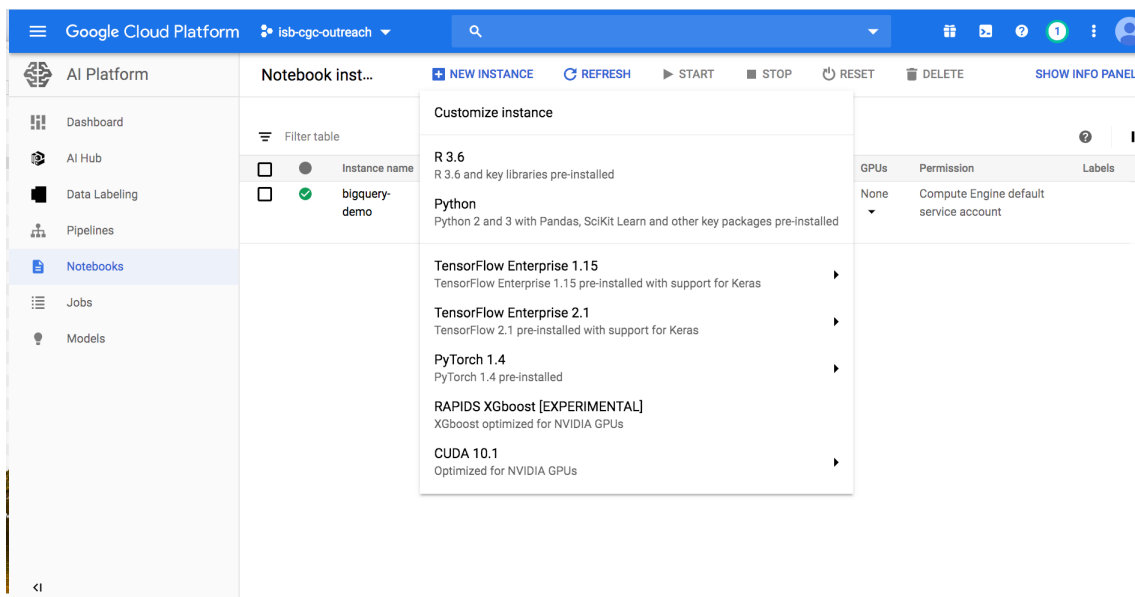 Google Cloud Platform
isb-cgc-outreach
1
AI Platform
Notebook inst...
NEW INSTANCE
REFRESH
START
STOP
RESET
DELETE
SHOW INFO PANEL
Dashboard
AI Hub
Data Labeling
Pipelines
Notebooks
Jobs
Models
Filter table
Instance name
GPUs
Permission
Labels
bigquery-
demo
None
Compute Engine default
service account
Customize instance
R 3.6
R 3.6 and key libraries pre-installed
Python
Python 2 and 3 with Pandas, SciKit Learn and other key packages pre-installed
TensorFlow Enterprise 1.15
TensorFlow Enterprise 1.15 pre-installed with support for Keras
TensorFlow Enterprise 2.1
TensorFlow 2.1 pre-installed with support for Keras
PyTorch 1.4
PyTorch 1.4 pre-installed
RAPIDS XGboost [EXPERIMENTAL]
XGboost optimized for NVIDIA GPUs
CUDA 10.1
Optimized for NVIDIA GPUs